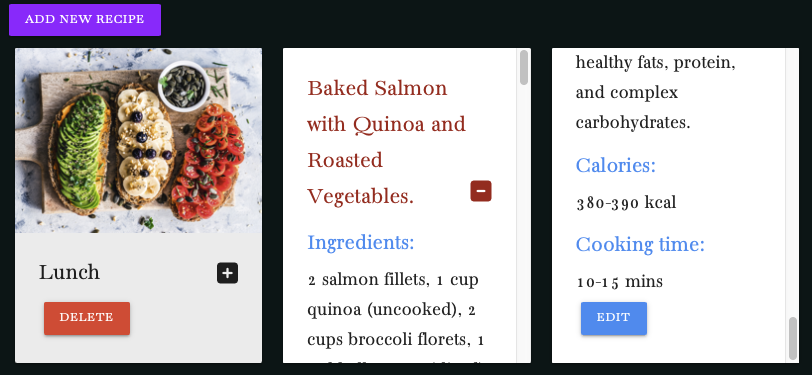 ADD NEW RECIPE
Lunch
DELETE
Baked Salmon
with Quinoa and
Roasted
Vegetables.
Ingredients:
2 salmon fillets, 1 cup
quinoa (uncooked), 2
cups broccoli florets, 1
healthy fats, protein,
and complex
carbohydrates.
Calories:
380-390 kcal
Cooking time:
10-15 mins
EDIT